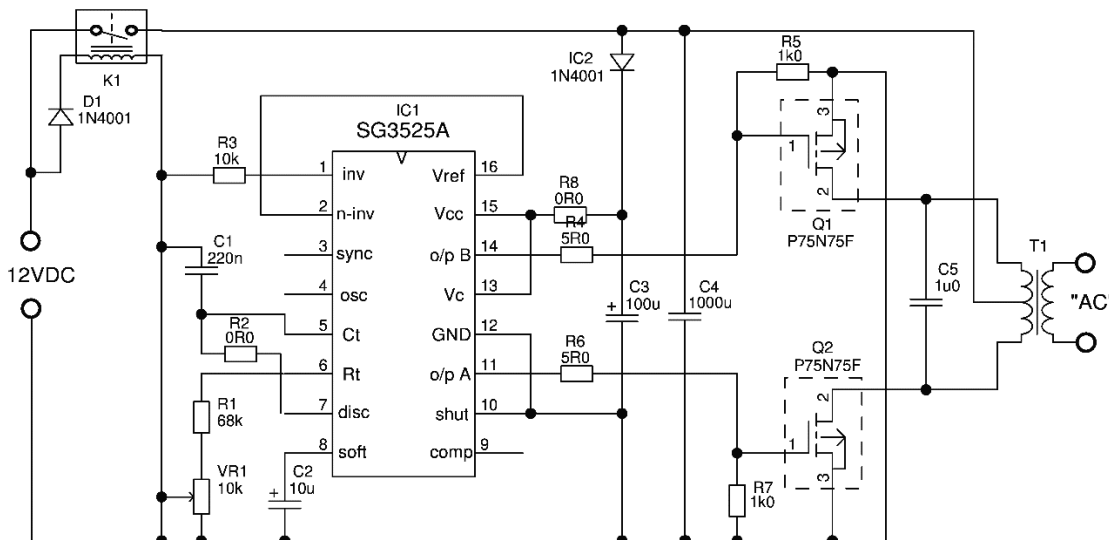 K1
D1
1N4001
12VDC
R3
10k
C1
220n
R2
0R0
R1
68k
VR1
10k
C2
10u
+
IC1
SG3525A
1 inv
2 n-inv
3 sync
4 osc
5 Ct
6 Rt
7 disc
8 soft
Vref 16
Vcc 15
o/p B 14
Vc 13
GND 12
o/p A 11
shut 10
comp 9
IC2
1N4001
R8
0R0
R4
5R0
R6
5R0
C3
100u
+
C4
1000u
R5
1k0
3
1
2
Q1
P75N75F
Q2
P75N75F
2
1
3
R7
1k0
C5
1u0
T1
"AC"